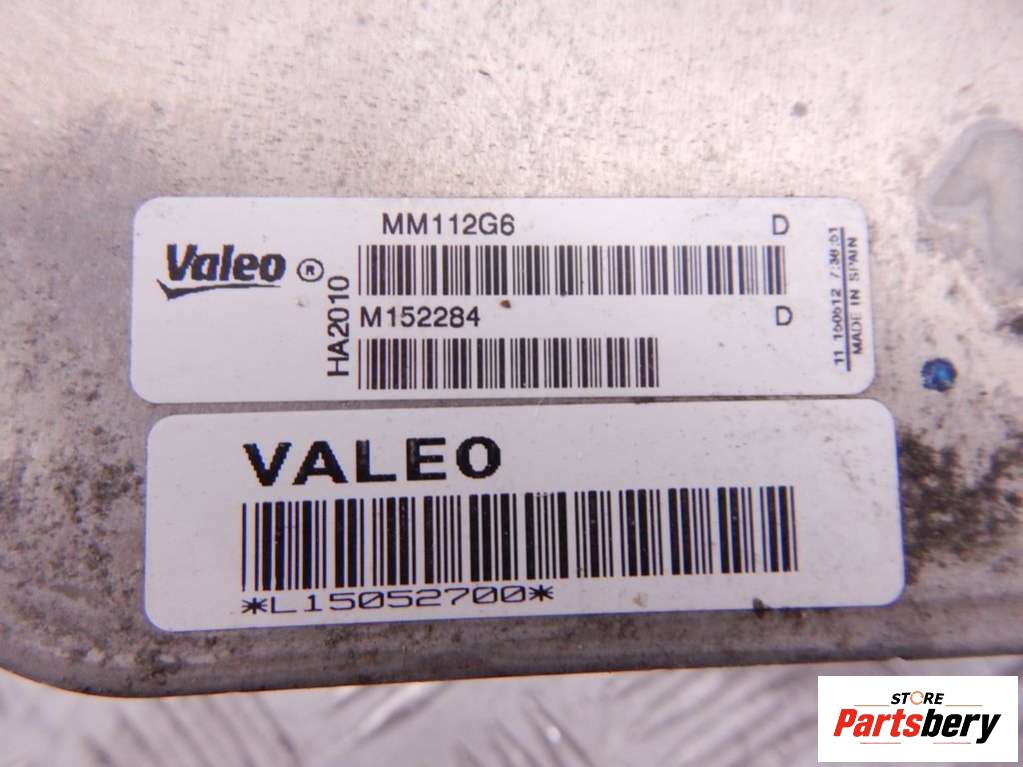 MM112G6 D
Valeo ®
HA2010
M152284 D
MADE IN SPAIN
VALEO
*L15052700*
STORE
Partsbery